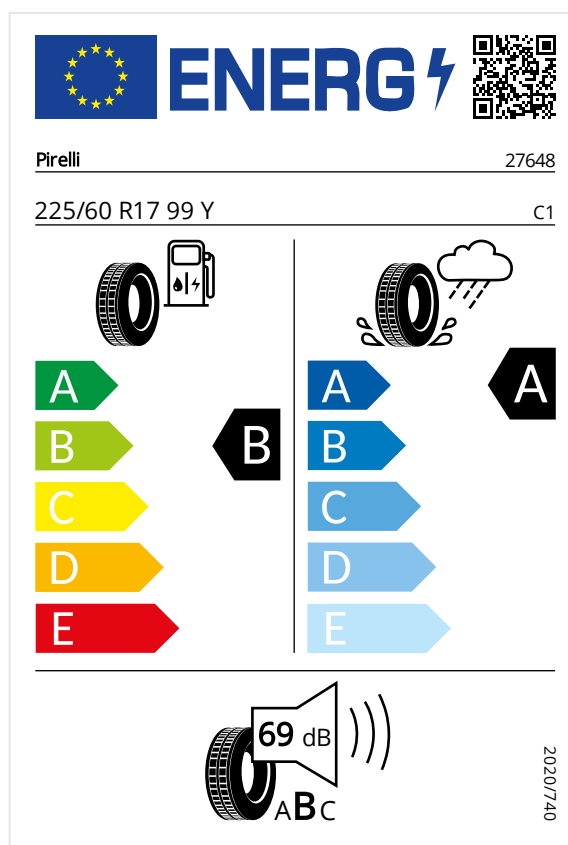 ENERG
Pirelli 27648
225/60 R17 99 Y C1
A A A
B B B
C C
D D
E E
69 dB
ABC
2020/740